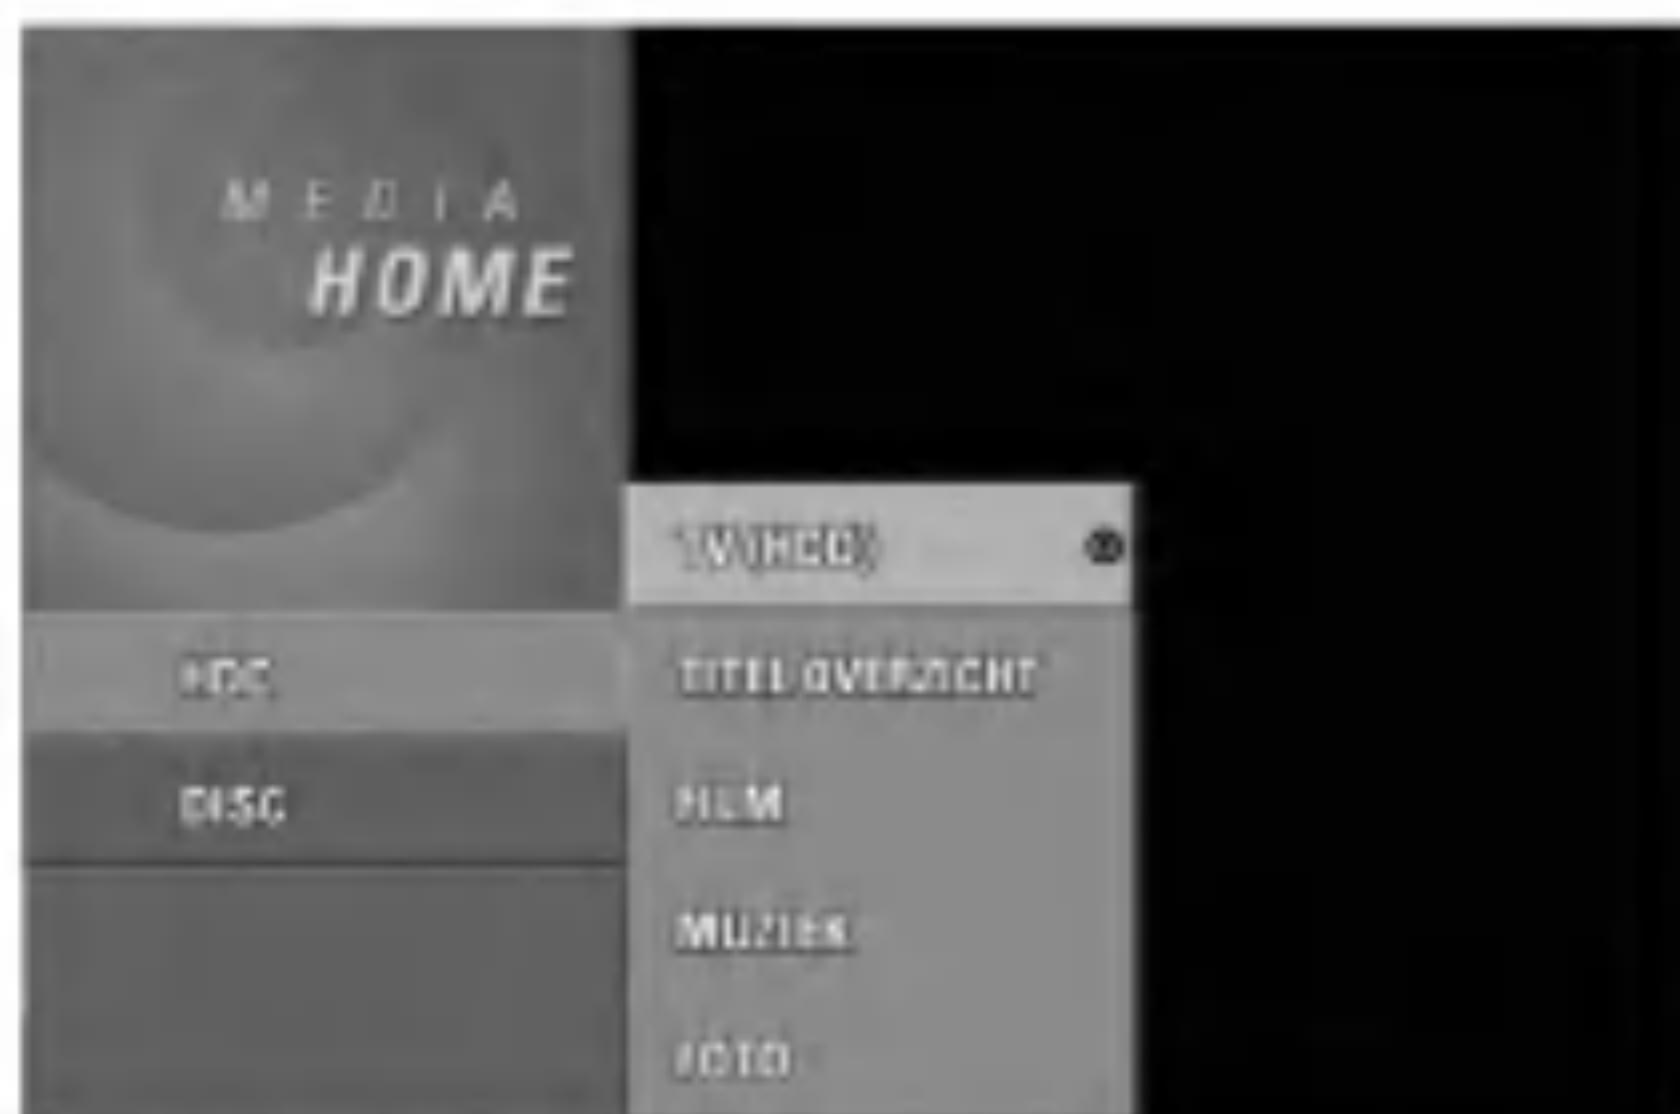 MEDIA
HOME
TV (HDD)
HDD
TITEL OVERZICHT
DISC
FILM
MUZIEK
FOTO